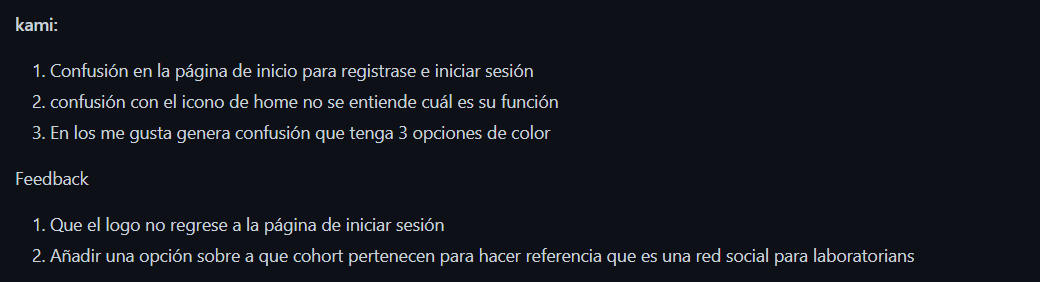 kami:
1. Confusión en la página de inicio para registrase e iniciar sesión
2. confusión con el icono de home no se entiende cuál es su función
3. En los me gusta genera confusión que tenga 3 opciones de color
Feedback
1. Que el logo no regrese a la página de iniciar sesión
2. Añadir una opción sobre a que cohort pertenecen para hacer referencia que es una red social para laboratorians